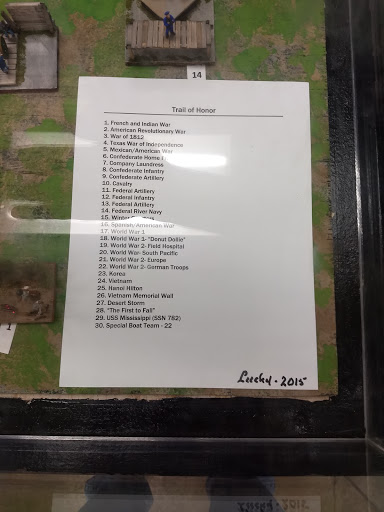 14
Trail of Honor
1. French and Indian War
2. American Revolutionary War
3. War of 1812
4. Texas War of Independence
5. Mexican/American War
6. Confederate Home
7. Company Laundress
8. Confederate Infantry
9. Confederate Artillery
10. Cavalry
11. Federal Artillery
12. Federal Infantry
13. Federal Artillery
14. Federal River Navy
15. Winter
16. Spanish/American War
17. World War 1
18. World War 1- "Donut Dollie"
19. World War 2- Field Hospital
20. World War- South Pacific
21. World War 2- Europe
22. World War 2- German Troops
23. Korea
24. Vietnam
25. Hanoi Hilton
26. Vietnam Memorial Wall
27. Desert Storm
28. "The First to Fall"
29. USS Mississippi (SSN 782)
30. Special Boat Team - 22
Lucky · 2015
1